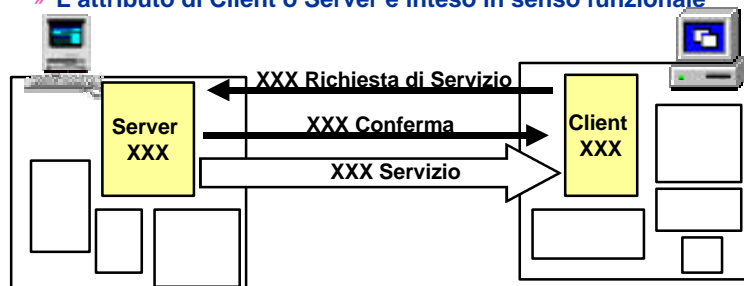 » L'attributo di Client o Server è inteso in senso funzionale
XXX Richiesta di Servizio
Server
XXX
XXX Conferma
Client
XXX
XXX Servizio